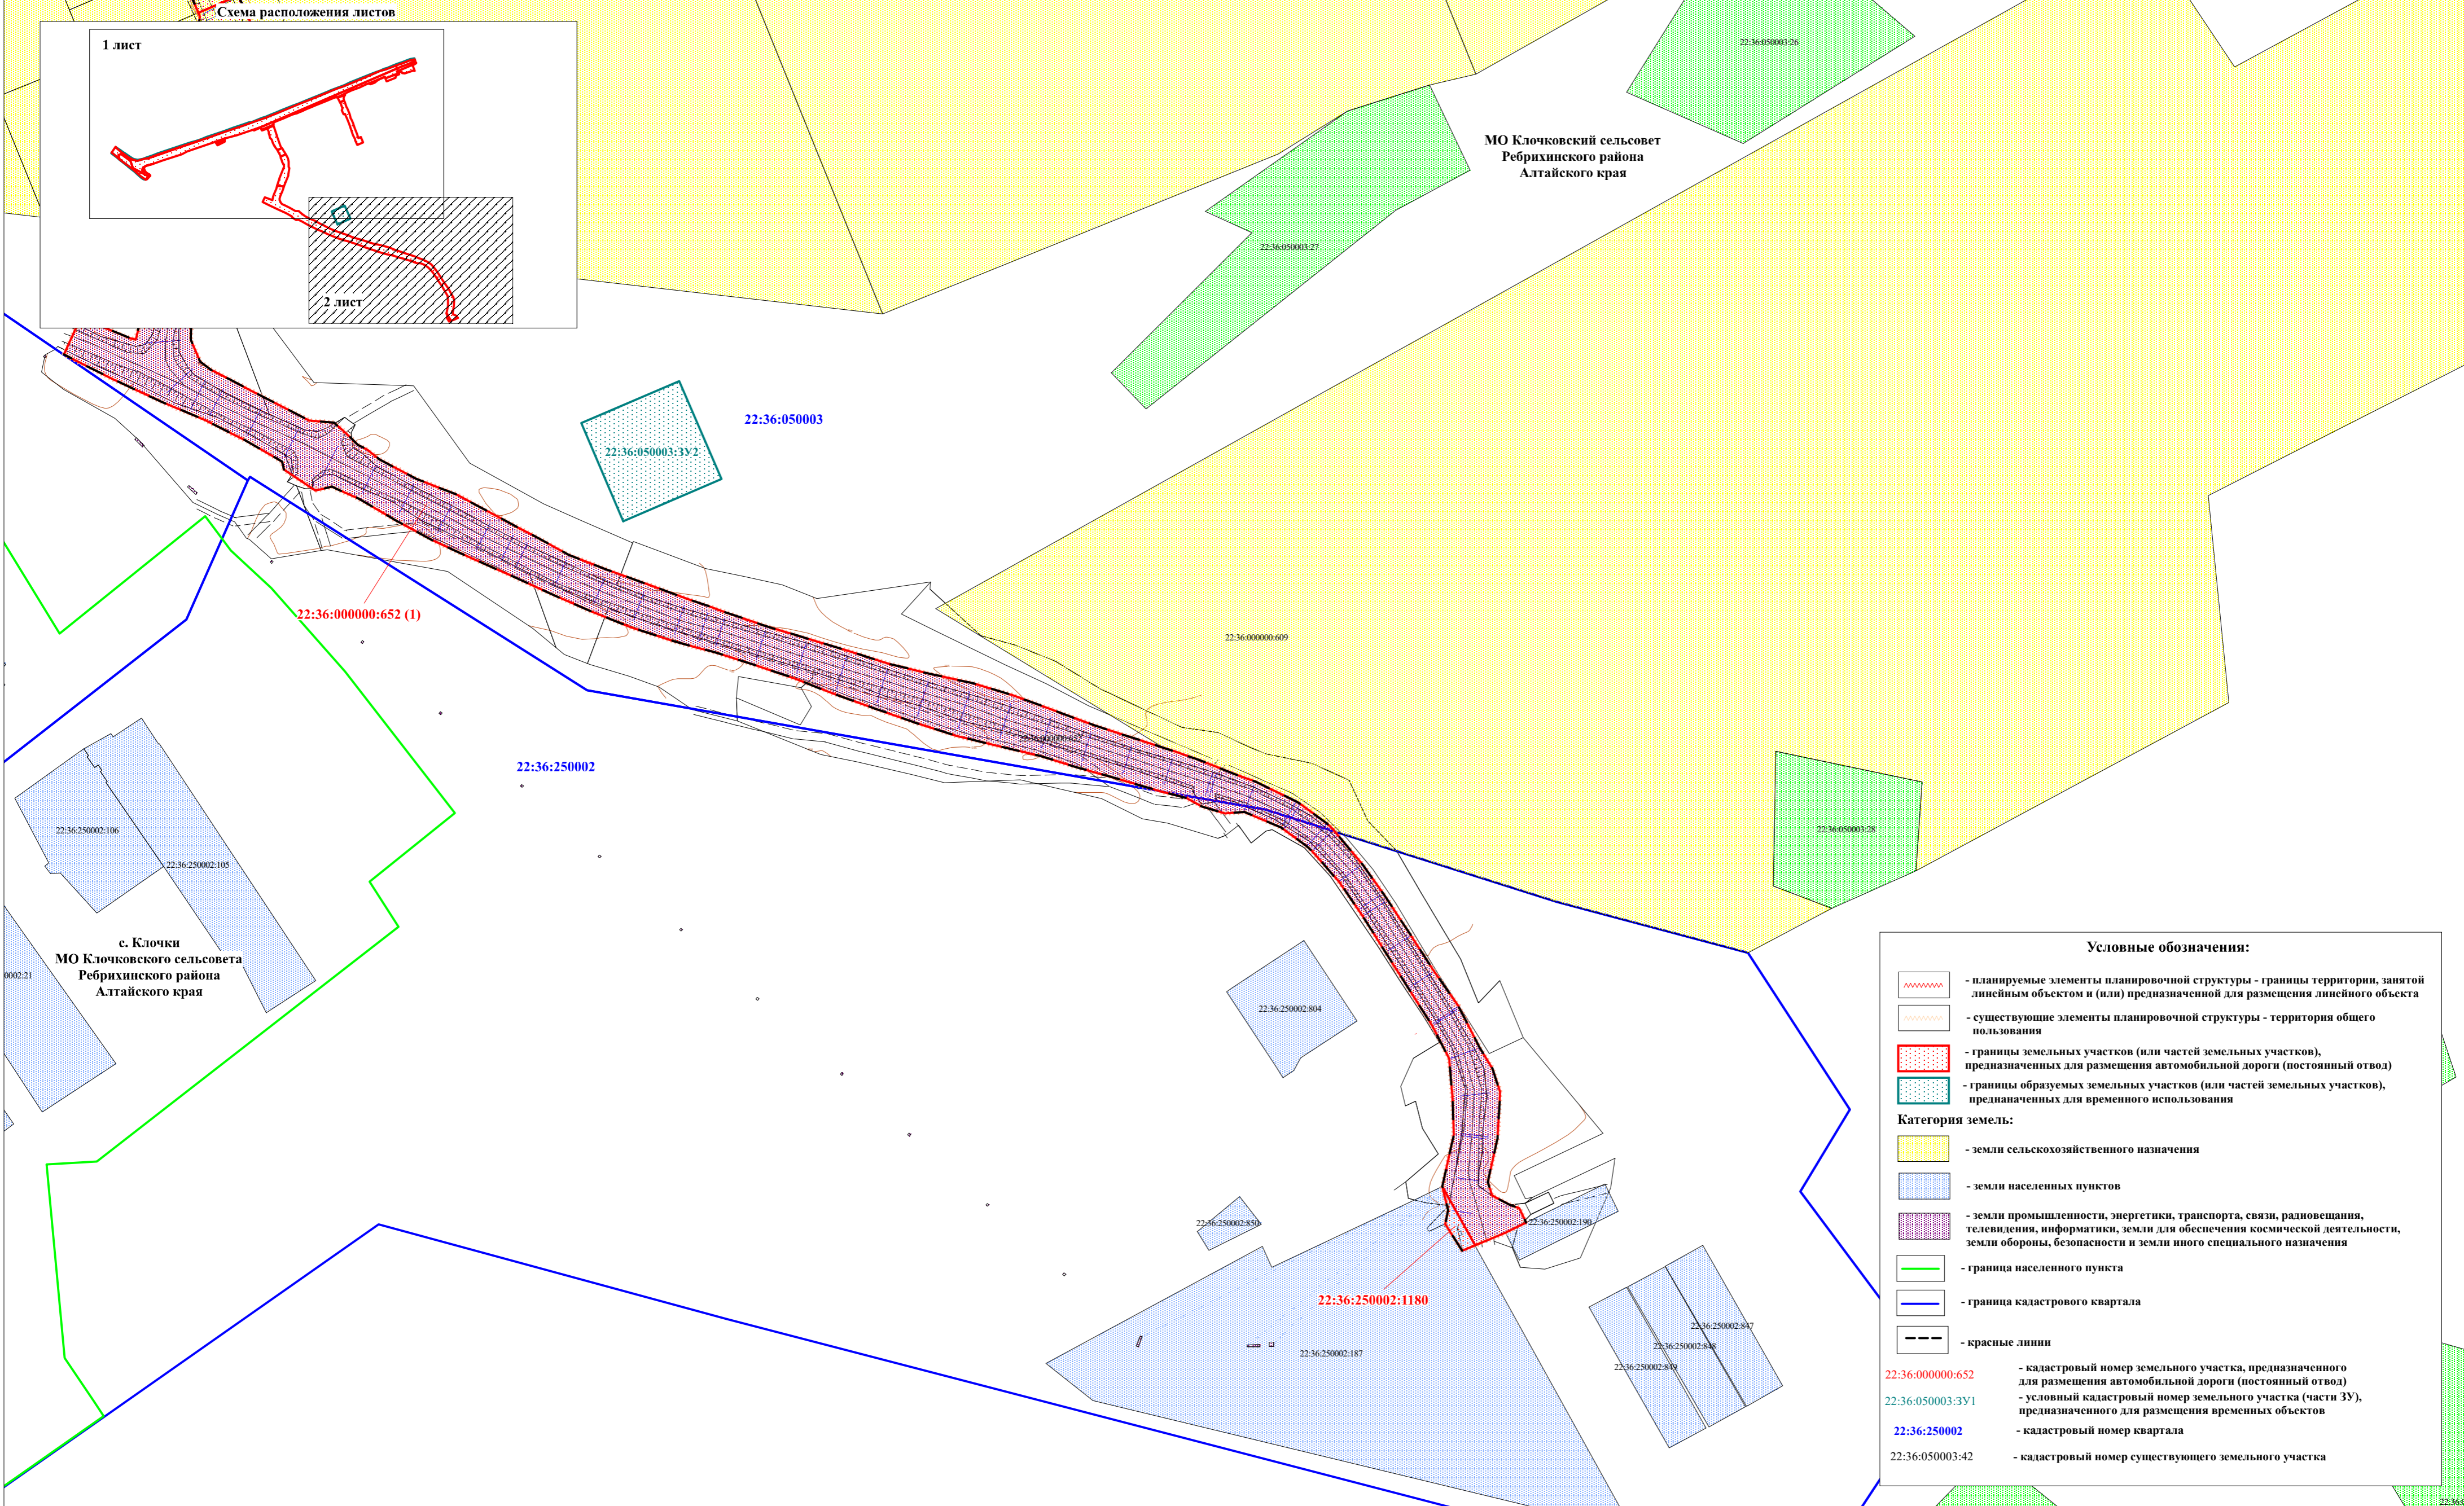 Схема расположения листов
1 лист
2 лист
22:36:050003:26
МО Клочковский сельсовет
Ребрихинского района
Алтайского края
22:36:050003:27
22:36:050003
22:36:050003:ЗУ2
22:36:000000:652 (1)
22:36:000000:609
22:36:250002
22:36:250002:106
22:36:250002:105
22:36:050003:28
с. Клочки
МО Клочковского сельсовета
Ребрихинского района
Алтайского края
0002:21
22:36:250002:804
22:36:250002:850
22:36:250002:190
22:36:250002:1180
22:36:250002:187
22:36:250002:847
22:36:250002:848
22:36:250002:849
Условные обозначения:
- планируемые элементы планировочной структуры - границы территории, занятой
линейным объектом и (или) предназначенной для размещения линейного объекта
- существующие элементы планировочной структуры - территория общего
пользования
- границы земельных участков (или частей земельных участков),
предназначенных для размещения автомобильной дороги (постоянный отвод)
- границы образуемых земельных участков (или частей земельных участков),
преднаначенных для временного использования
Категория земель:
- земли сельскохозяйственного назначения
- земли населенных пунктов
- земли промышленности, энергетики, транспорта, связи, радиовещания,
телевидения, информатики, земли для обеспечения космической деятельности,
земли обороны, безопасности и земли иного специального назначения
- граница населенного пункта
- граница кадастрового квартала
- красные линии
22:36:000000:652 - кадастровый номер земельного участка, предназначенного
для размещения автомобильной дороги (постоянный отвод)
22:36:050003:ЗУ1 - условный кадастровый номер земельного участка (части ЗУ),
предназначенного для размещения временных объектов
22:36:250002 - кадастровый номер квартала
22:36:050003:42 - кадастровый номер существующего земельного участка